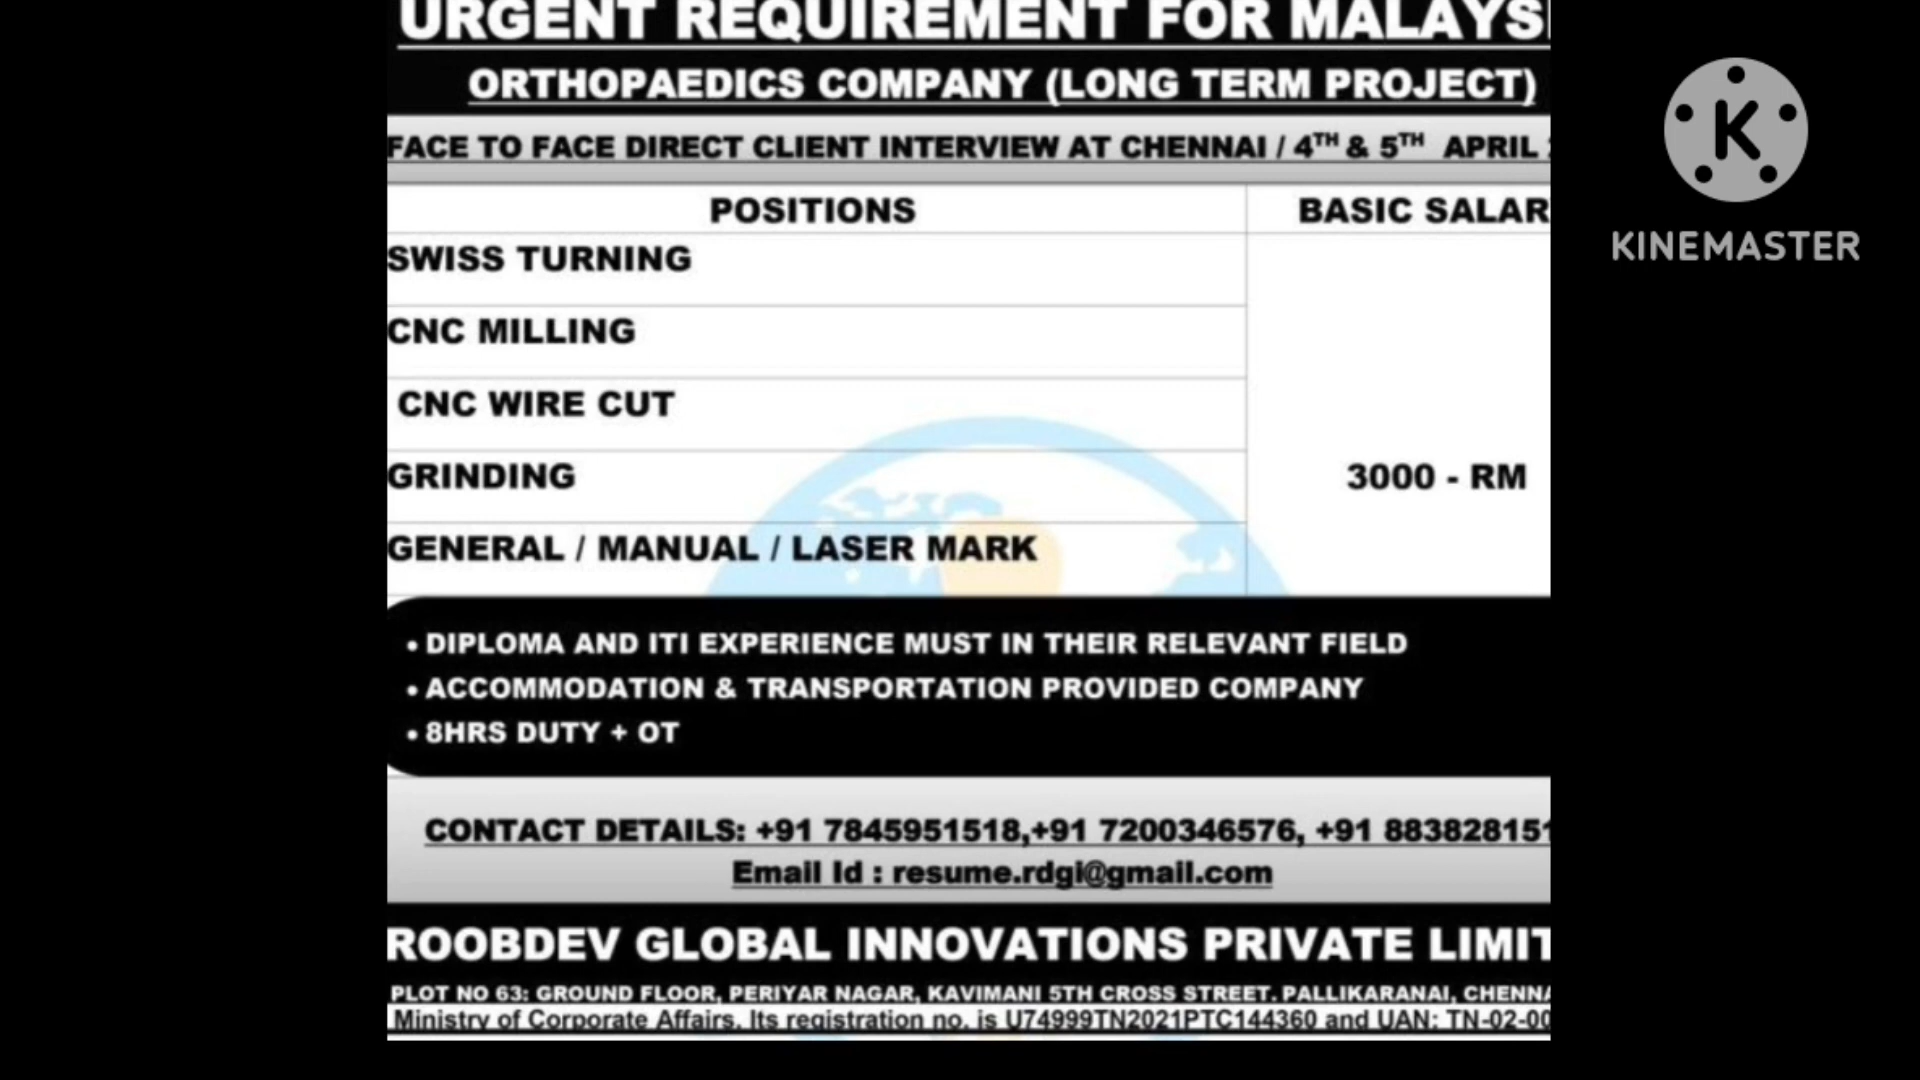 URGENT REQUIREMENT FOR MALAYS
ORTHOPAEDICS COMPANY (LONG TERM PROJECT)
FACE TO FACE DIRECT CLIENT INTERVIEW AT CHENNAI / 4TH & 5TH APRIL
POSITIONS
BASIC SALAR
SWISS TURNING
CNC MILLING
CNC WIRE CUT
GRINDING
3000 - RM
GENERAL / MANUAL / LASER MARK
• DIPLOMA AND ITI EXPERIENCE MUST IN THEIR RELEVANT FIELD
• ACCOMMODATION & TRANSPORTATION PROVIDED COMPANY
• 8HRS DUTY + OT
CONTACT DETAILS: +91 7845951518,+91 7200346576, +91 883828151
Email Id : resume.rdgi@gmail.com
ROOBDEV GLOBAL INNOVATIONS PRIVATE LIMIT
PLOT NO 63: GROUND FLOOR, PERIYAR NAGAR, KAVIMANI 5TH CROSS STREET. PALLIKARANAI, CHENNA
Ministry of Corporate Affairs. Its registration no. is U74999TN2021PTC144360 and UAN: TN-02-00
K
KINEMASTER